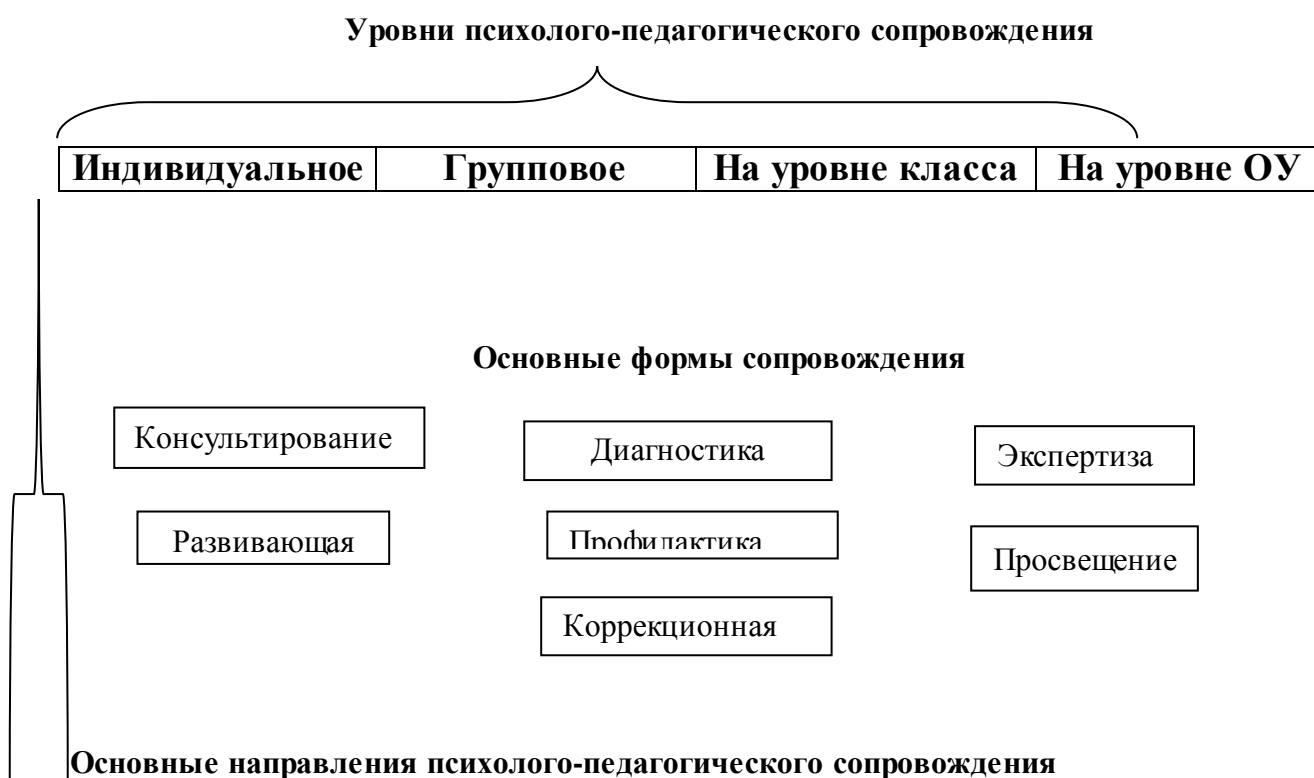 Уровни психолого-педагогического сопровождения
Индивидуальное Групповое На уровне класса На уровне ОУ
Основные формы сопровождения
Консультирование Диагностика Экспертиза
Развивающая Профилактика Просвещение
Коррекционная
Основные направления психолого-педагогического сопровождения